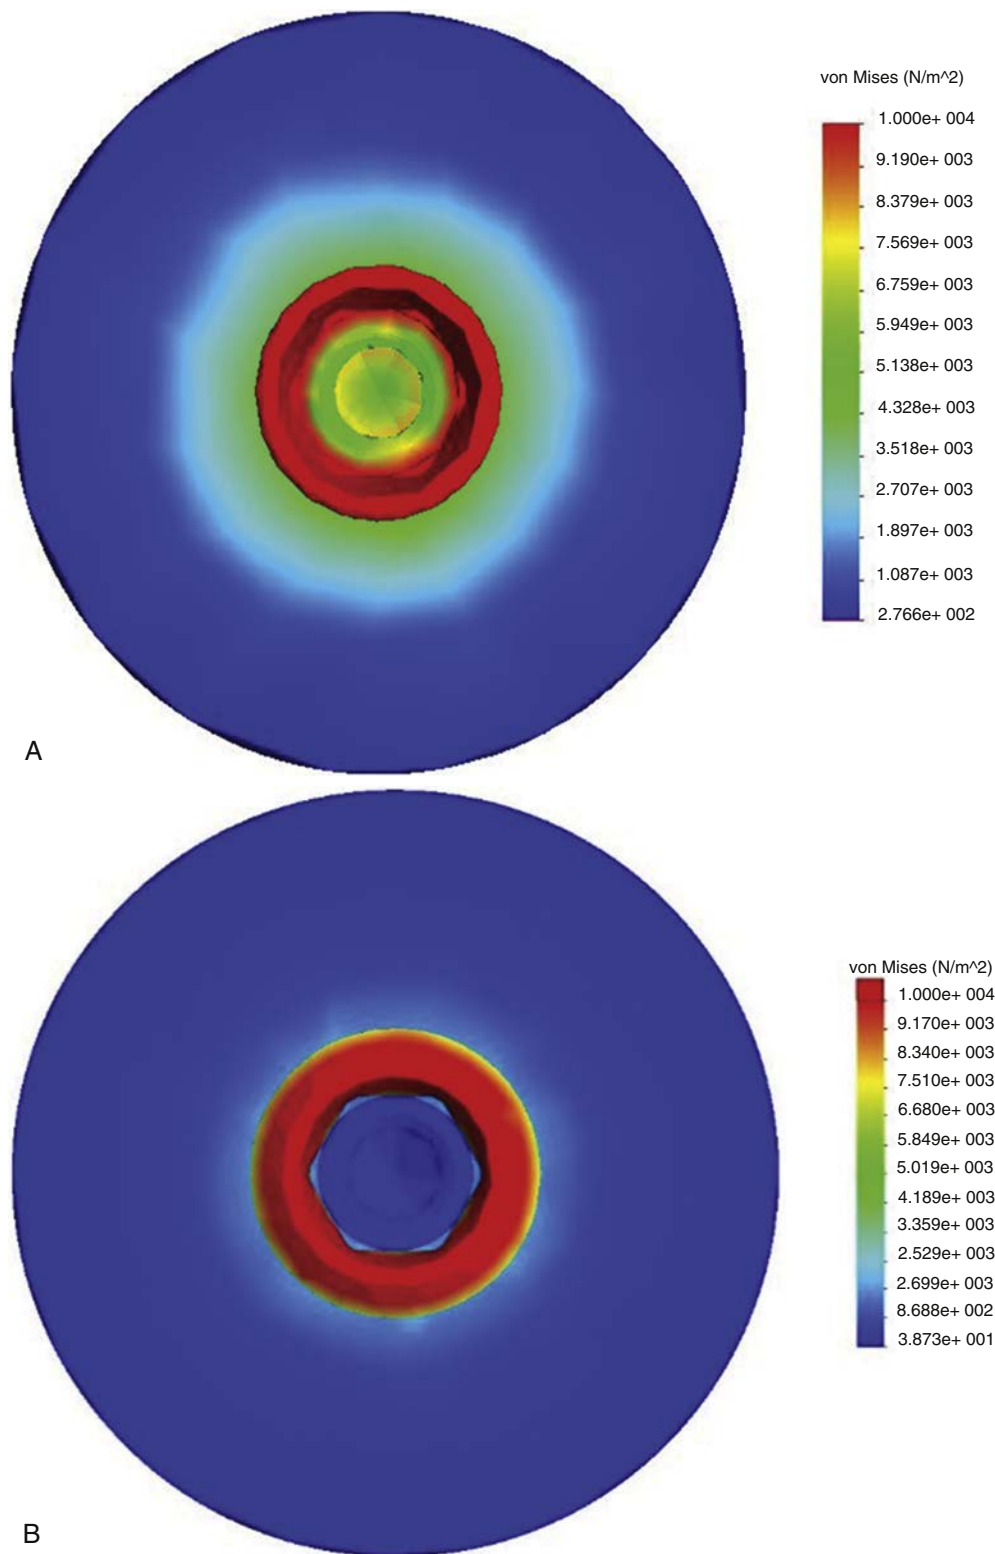 von Mises (N/m^2)
1.000e+ 004
9.190e+ 003
8.379e+ 003
7.569e+ 003
6.759e+ 003
5.949e+ 003
5.138e+ 003
4.328e+ 003
3.518e+ 003
2.707e+ 003
1.897e+ 003
1.087e+ 003
2.766e+ 002
A
von Mises (N/m^2)
1.000e+ 004
9.170e+ 003
8.340e+ 003
7.510e+ 003
6.680e+ 003
5.849e+ 003
5.019e+ 003
4.189e+ 003
3.359e+ 003
2.529e+ 003
2.699e+ 003
8.688e+ 002
3.873e+ 001
B